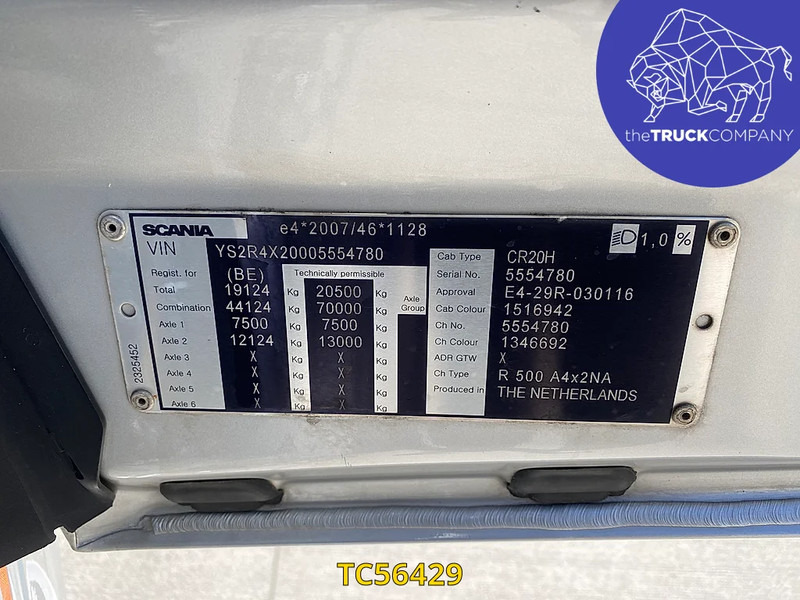 theTRUCKCOMPANY
SCANIA e4*2007/46*1128
1,0 %
VIN YS2R4X20005554780
Regist. for (BE) Technically permissible
Total 19124 Kg 20500 Kg
Combination 44124 Kg 70000 Kg Axle Group
Axle 1 7500 Kg 7500 Kg
Axle 2 12124 Kg 13000 Kg
Axle 3 X Kg X Kg
Axle 4 X Kg X Kg
Axle 5 X Kg X Kg
Axle 6 X Kg X Kg
Cab Type CR20H
Serial No. 5554780
Approval E4-29R-030116
Cab Colour 1516942
Ch No. 5554780
Ch Colour 1346692
ADR GTW X
Ch Type R 500 A4x2NA
Produced in THE NETHERLANDS
2325452
TC56429